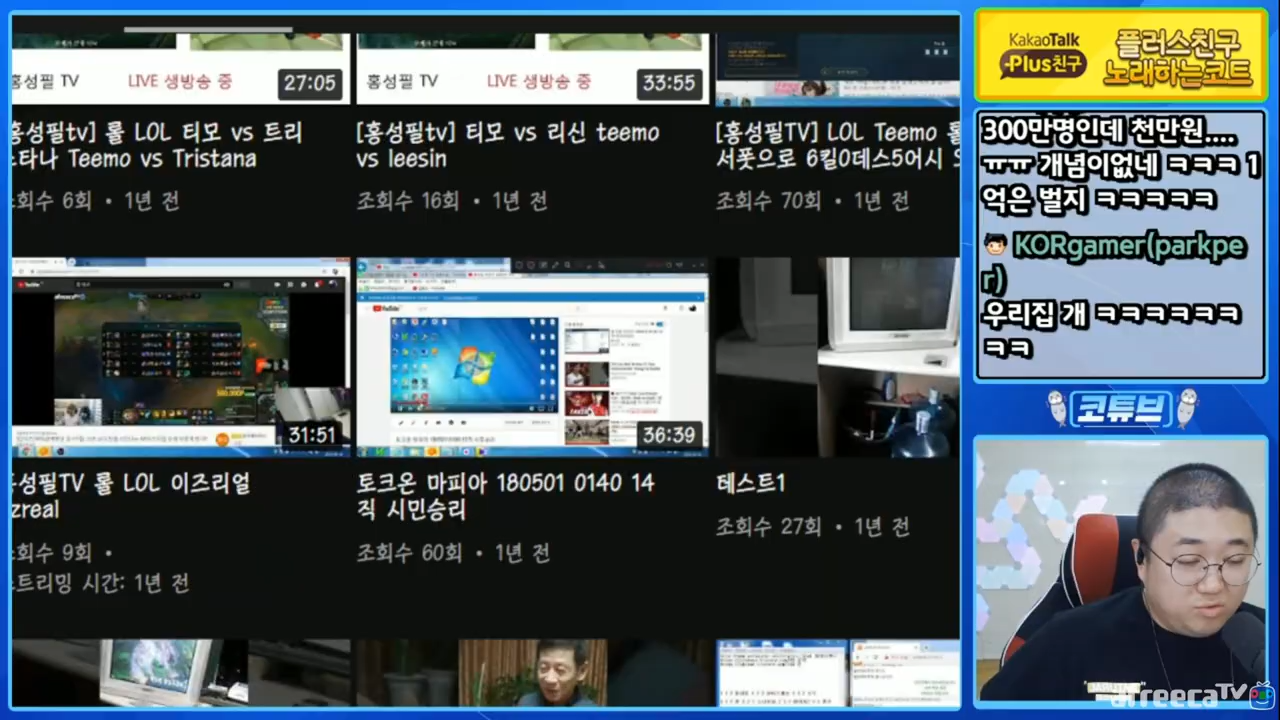 홍성필 TV LIVE 생방송 중
27:05
홍성필tv] 롤 LOL 티모 vs 트리
스타나 Teemo vs Tristana
조회수 6회 • 1년 전
홍성필 TV LIVE 생방송 중
33:55
[홍성필tv] 티모 vs 리신 teemo
vs leesin
조회수 16회 • 1년 전
[홍성필TV] LOL Teemo 롤
서폿으로 6킬0데스5어시
조회수 70회 • 1년 전
31:51
홍성필TV 롤 LOL 이즈리얼
zreal
조회수 9회 •
스트리밍 시간: 1년 전
YouTube
36:39
토크온 마피아 180501 0140 14
직 시민승리
조회수 60회 • 1년 전
테스트1
조회수 27회 • 1년 전
KakaoTalk
Plus친구
플러스친구
노래하는코트
300만명인데 천만원....
ㅠㅠ 개념이없네 ㅋㅋㅋ 1
억은 벌지 ㅋㅋㅋㅋㅋ
KORgamer(parkpe
r)
우리집 개 ㅋㅋㅋㅋㅋㅋ
ㅋㅋ
코튜브
afreecaTV